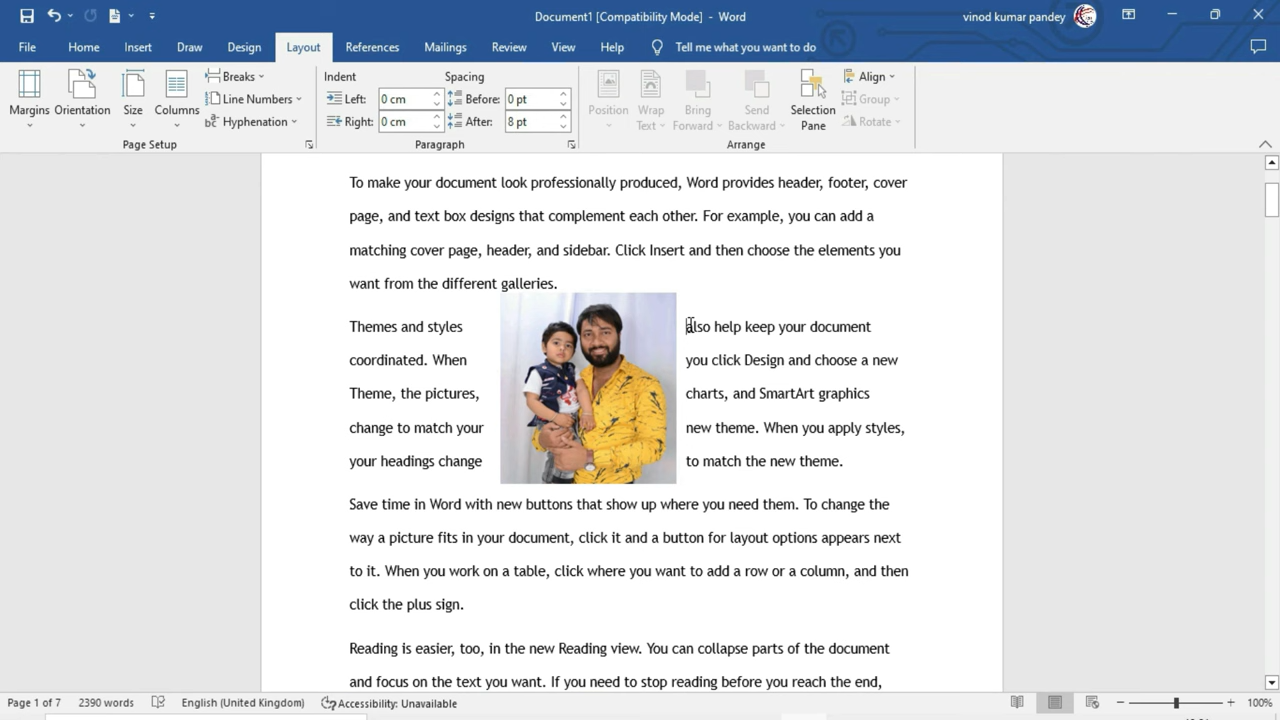 Document1 [Compatibility Mode] - Word
vinod kumar pandey
File Home Insert Draw Design Layout References Mailings Review View Help Tell me what you want to do
Margins
Orientation
Size
Columns
Breaks
Line Numbers
Hyphenation
Page Setup
Indent
Left: 0 cm
Right: 0 cm
Spacing
Before: 0 pt
After: 8 pt
Paragraph
Position
Wrap
Text
Bring
Forward
Send
Backward
Selection
Pane
Align
Group
Rotate
Arrange
To make your document look professionally produced, Word provides header, footer, cover
page, and text box designs that complement each other. For example, you can add a
matching cover page, header, and sidebar. Click Insert and then choose the elements you
want from the different galleries.
Themes and styles also help keep your document
coordinated. When you click Design and choose a new
Theme, the pictures, charts, and SmartArt graphics
change to match your new theme. When you apply styles,
your headings change to match the new theme.
Save time in Word with new buttons that show up where you need them. To change the
way a picture fits in your document, click it and a button for layout options appears next
to it. When you work on a table, click where you want to add a row or a column, and then
click the plus sign.
Reading is easier, too, in the new Reading view. You can collapse parts of the document
and focus on the text you want. If you need to stop reading before you reach the end,
Page 1 of 7 2390 words English (United Kingdom) Accessibility: Unavailable 100%